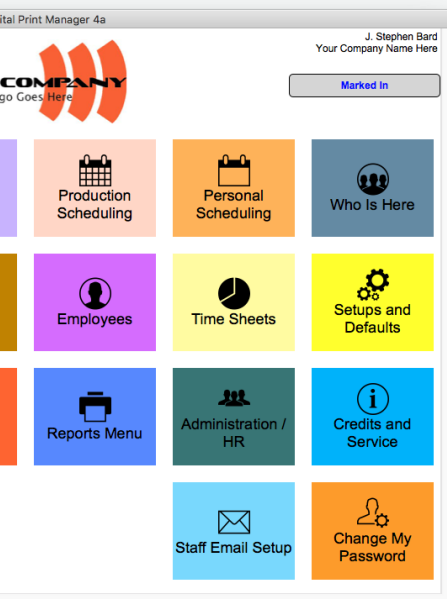 ital Print Manager 4a
J. Stephen Bard
Your Company Name Here
COMPANY
go Goes Here
Marked In
Production
Scheduling
Personal
Scheduling
Who Is Here
Employees
Time Sheets
Setups and
Defaults
Reports Menu
Administration /
HR
Credits and
Service
Staff Email Setup
Change My
Password